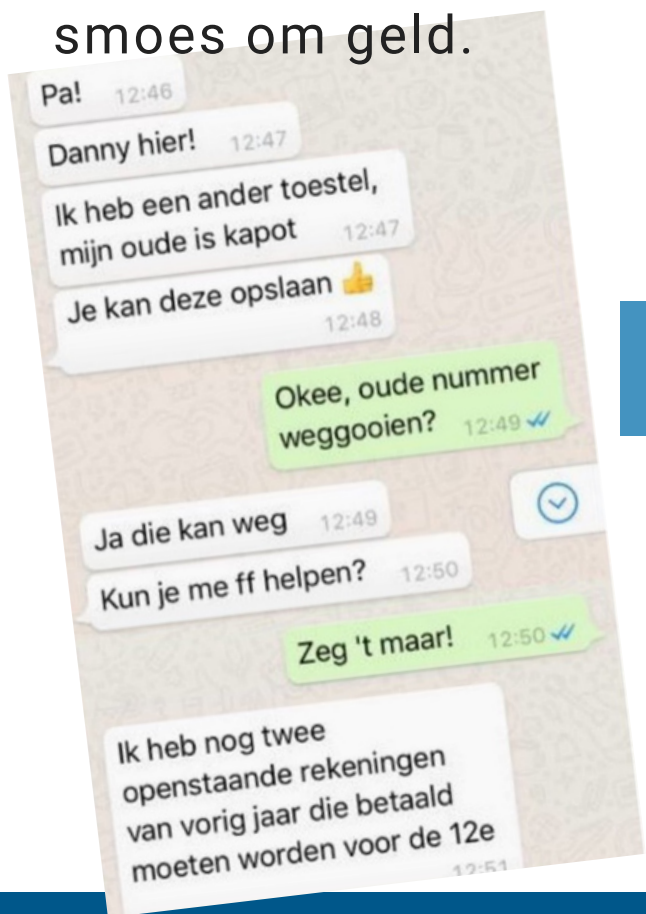 smoes om geld.
Pa! 12:46
Danny hier! 12:47
Ik heb een ander toestel,
mijn oude is kapot 12:47
Je kan deze opslaan 👍
12:48
Okee, oude nummer
weggooien? 12:49
Ja die kan weg 12:49
Kun je me ff helpen? 12:50
Zeg 't maar! 12:50
Ik heb nog twee
openstaande rekeningen
van vorig jaar die betaald
moeten worden voor de 12e
12:51